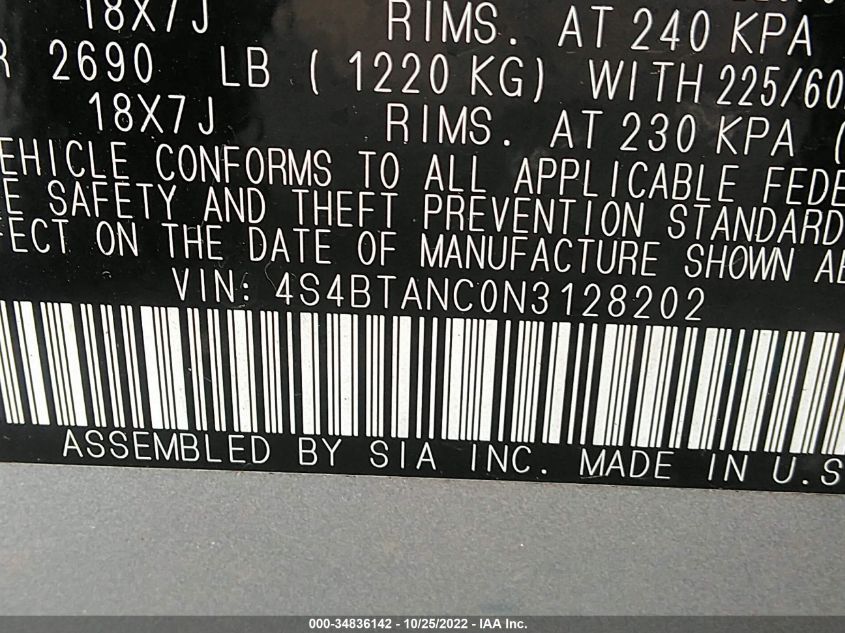 18X7J RIMS. AT 240 KPA
R 2690 LB ( 1220 KG) WITH 225/60
18X7J RIMS. AT 230 KPA (
EHICLE CONFORMS TO ALL APPLICABLE FEDE
E SAFETY AND THEFT PREVENTION STANDARD
FECT ON THE DATE OF MANUFACTURE SHOWN AB
VIN: 4S4BTANC0N3128202
ASSEMBLED BY SIA INC. MADE IN U.S
000-34836142 - 10/25/2022 - IAA Inc.